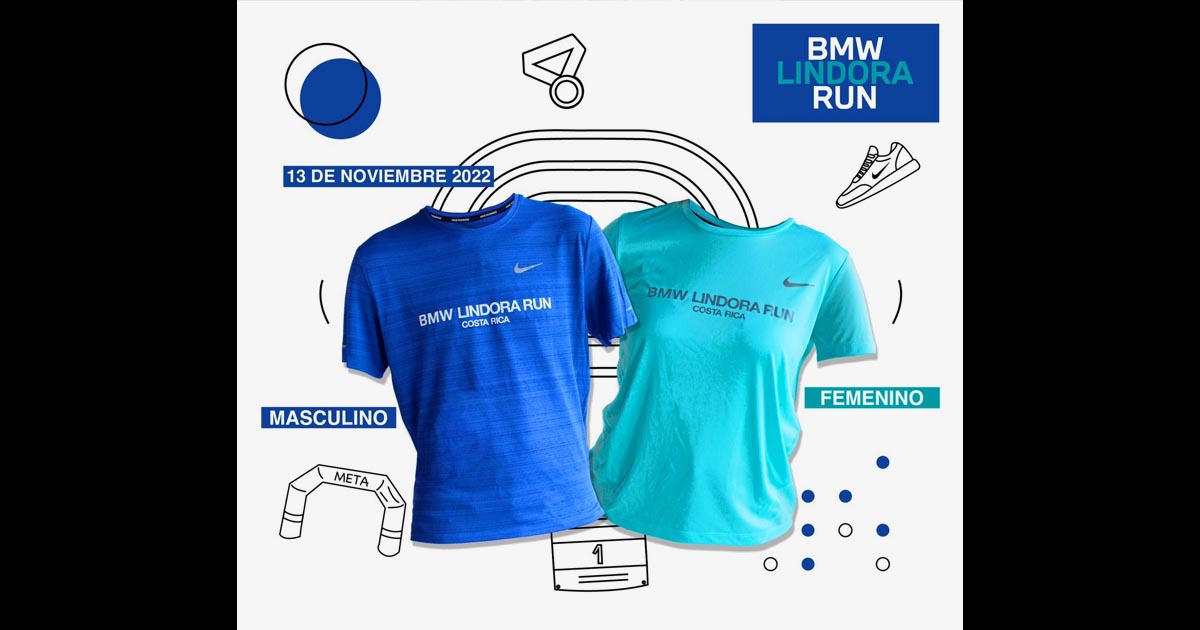 BMW
LINDORA
RUN
13 DE NOVIEMBRE 2022
BMW LINDORA RUN
COSTA RICA
BMW LINDORA RUN
COSTA RICA
MASCULINO
FEMENINO
META
1